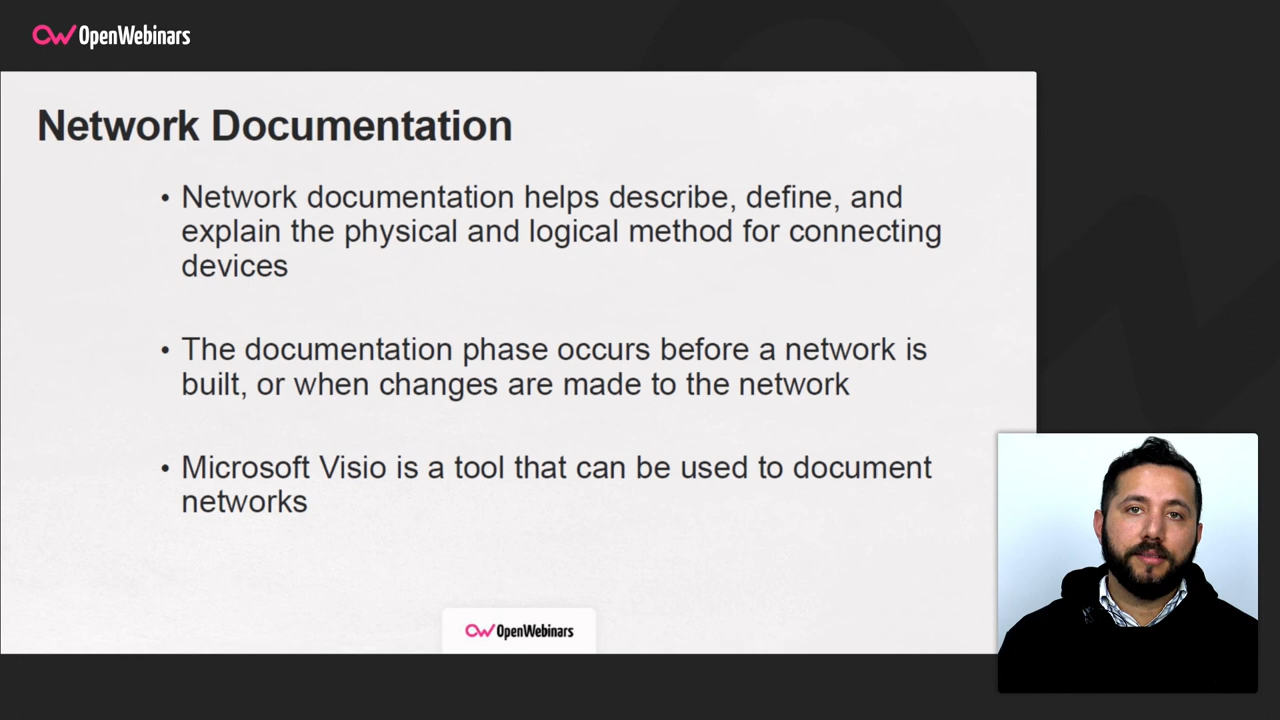 OpenWebinars
Network Documentation
• Network documentation helps describe, define, and
explain the physical and logical method for connecting
devices
• The documentation phase occurs before a network is
built, or when changes are made to the network
• Microsoft Visio is a tool that can be used to document
networks
OpenWebinars